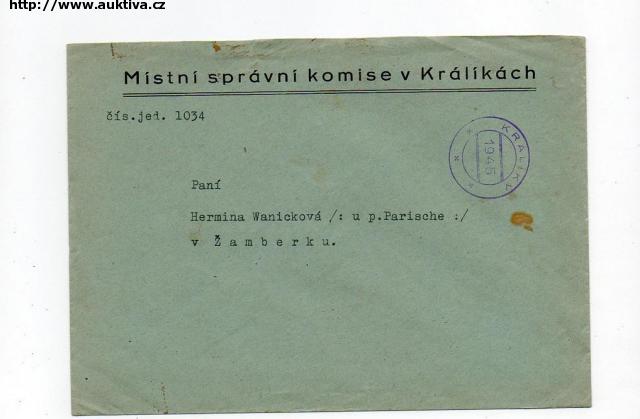 http://www.auktiva.cz
Místní správní komise v Králíkách
čís.jed. 1034
KRÁLÍKY
1945
Paní
Hermina Wanicková /: u p.Parische :/
v Žamberku.